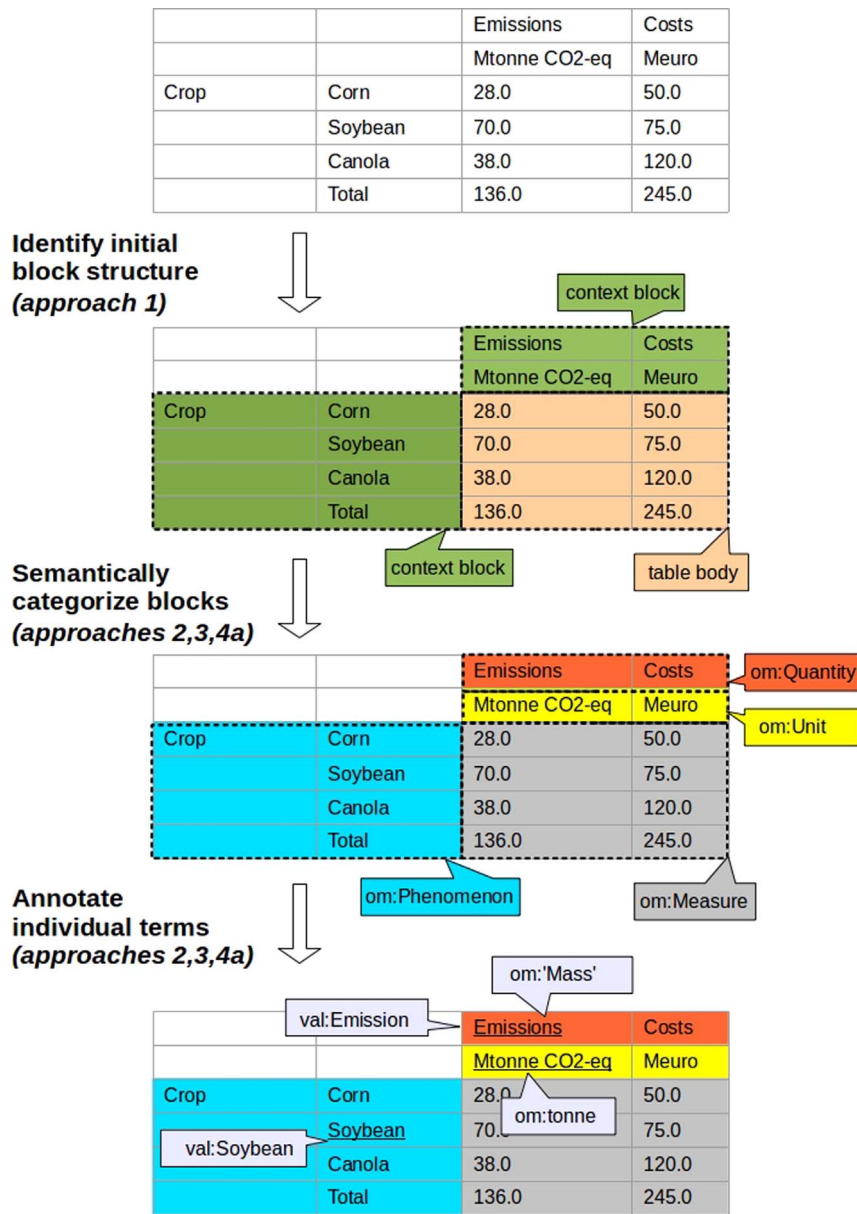 Emissions Costs
Mtonne CO2-eq Meuro
Crop Corn 28.0 50.0
Soybean 70.0 75.0
Canola 38.0 120.0
Total 136.0 245.0
Identify initial
block structure
(approach 1)
context block
Emissions Costs
Mtonne CO2-eq Meuro
Crop Corn 28.0 50.0
Soybean 70.0 75.0
Canola 38.0 120.0
Total 136.0 245.0
context block
table body
Semantically
categorize blocks
(approaches 2,3,4a)
Emissions Costs
om:Quantity
Mtonne CO2-eq Meuro
om:Unit
Crop Corn 28.0 50.0
Soybean 70.0 75.0
Canola 38.0 120.0
Total 136.0 245.0
om:Phenomenon
om:Measure
Annotate
individual terms
(approaches 2,3,4a)
om:'Mass'
val:Emission
Emissions Costs
Mtonne CO2-eq Meuro
Crop Corn 28.0 50.0
om:tonne
Soybean 70. 75.0
val:Soybean
Canola 38.0 120.0
Total 136.0 245.0